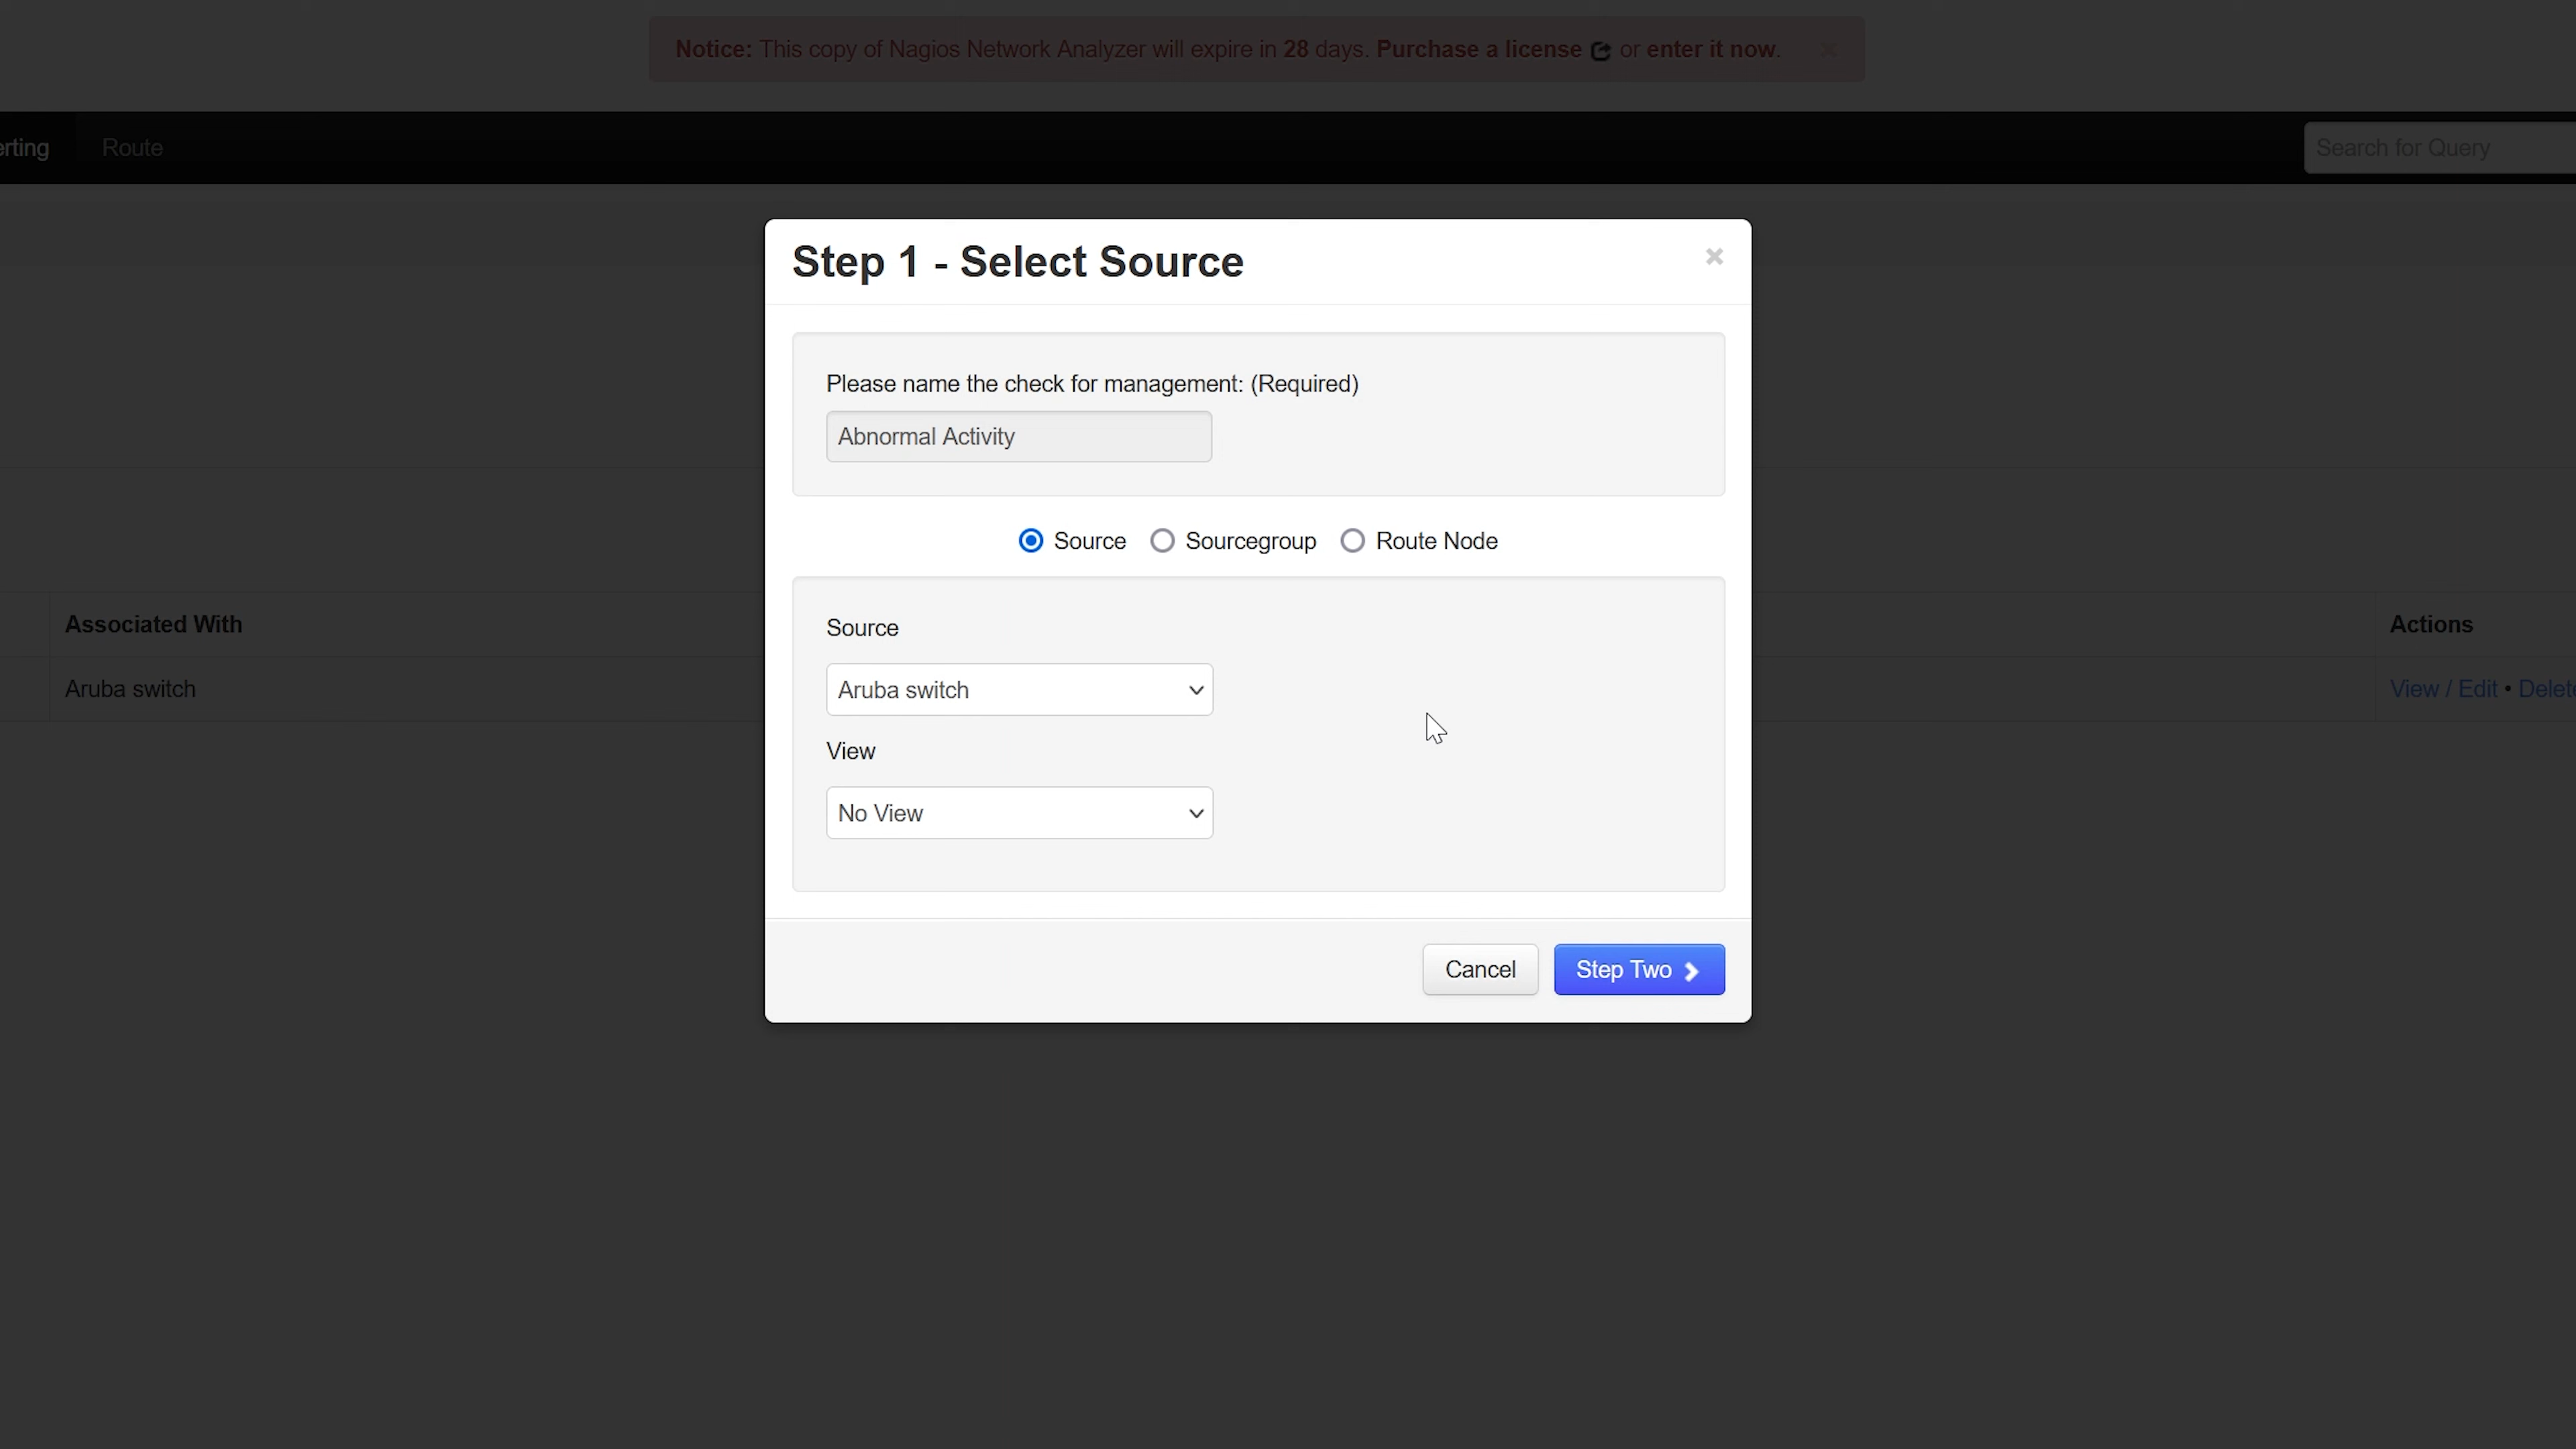 Notice: This copy of Nagios Network Analyzer will expire in 28 days. Purchase a license or enter it now.
erting Route Search for Query
Step 1 - Select Source
Please name the check for management: (Required)
Abnormal Activity
Source Sourcegroup Route Node
Associated With Source Actions
Aruba switch Aruba switch View / Edit • Delete
View
No View
Cancel Step Two